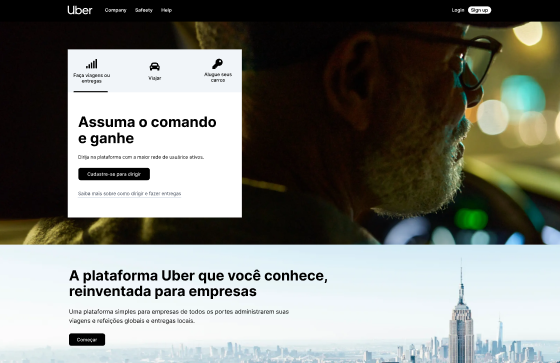 Uber Company Safeety Help Login Sign up
Faça viagens ou
entregas
Viajar
Alugue seus
carros
Assuma o comando
e ganhe
Dirija na plataforma com a maior rede de usuários ativos.
Cadastre-se para dirigir
Saiba mais sobre como dirigir e fazer entregas
A plataforma Uber que você conhece,
reinventada para empresas
Uma plataforma simples para empresas de todos os portes administrarem suas
viagens e refeições globais e entregas locais.
Começar